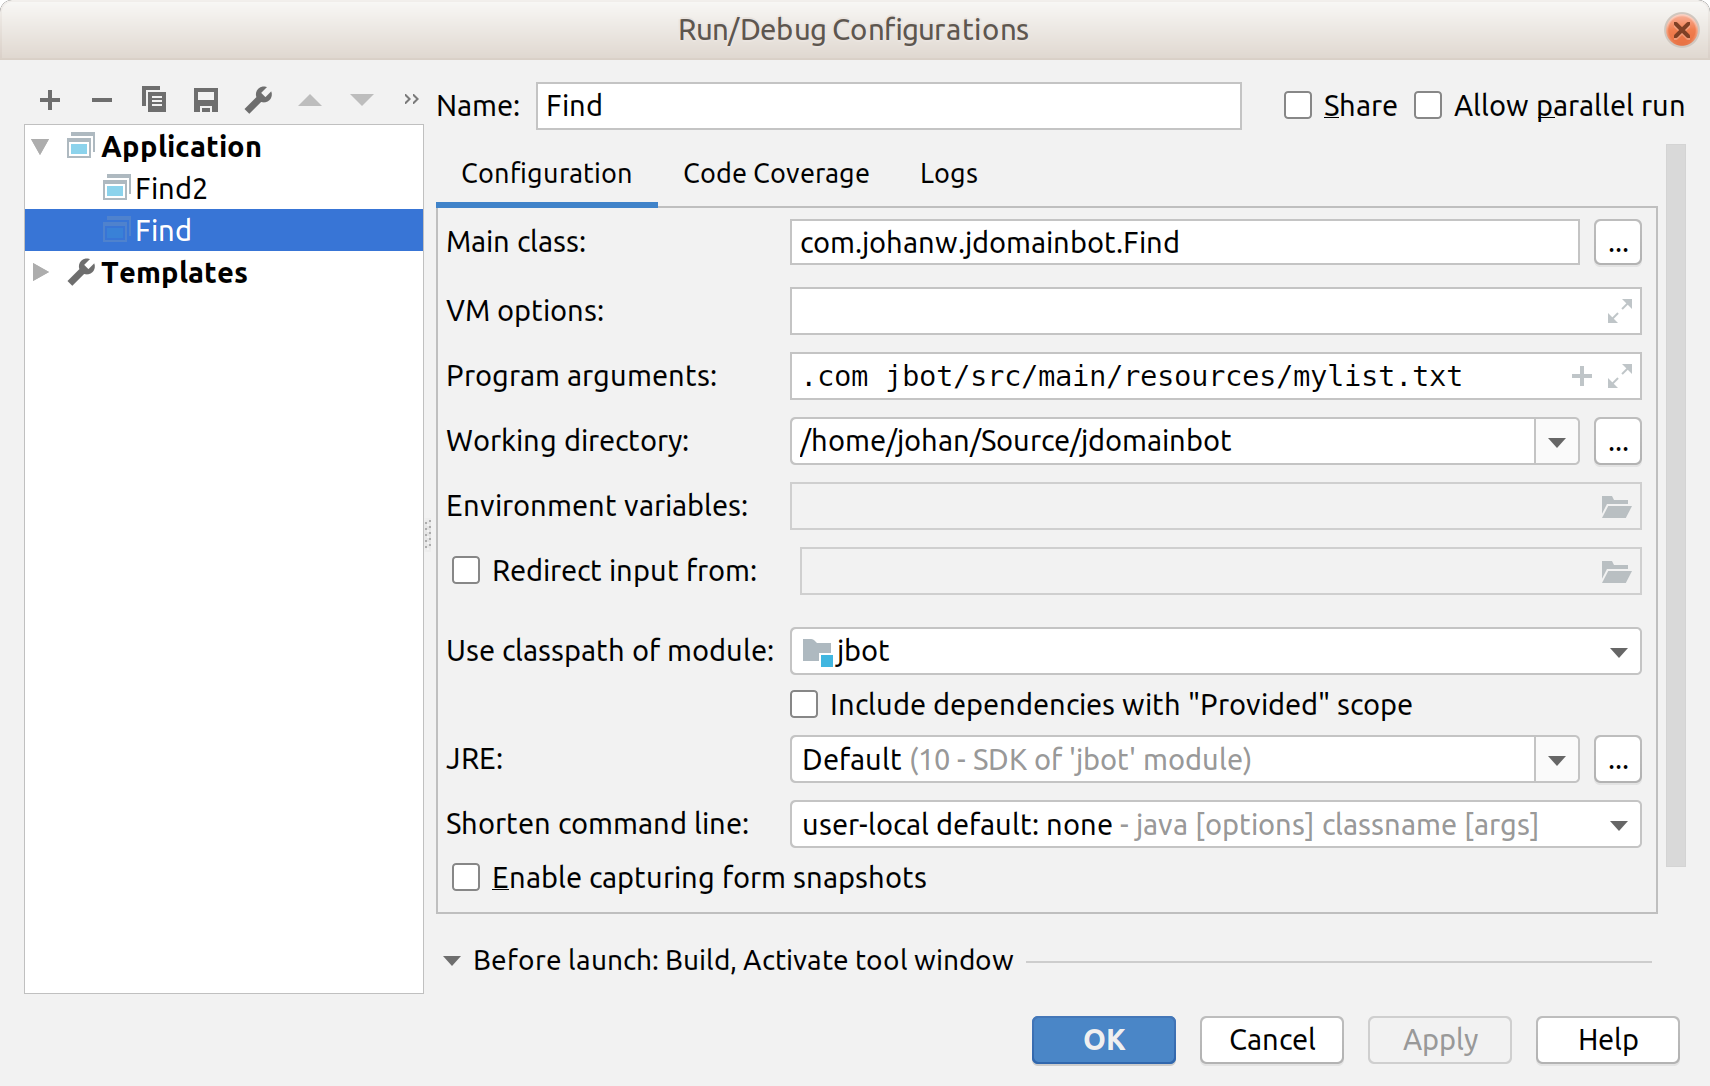 Run/Debug Configurations
Name: Find Share Allow parallel run
Application
Find2
Find
Templates
Configuration Code Coverage Logs
Main class: com.johanw.jdomainbot.Find ...
VM options:
Program arguments: .com jbot/src/main/resources/mylist.txt
Working directory: /home/johan/Source/jdomainbot ...
Environment variables:
Redirect input from:
Use classpath of module: jbot
Include dependencies with "Provided" scope
JRE: Default (10 - SDK of 'jbot' module) ...
Shorten command line: user-local default: none - java [options] classname [args]
Enable capturing form snapshots
Before launch: Build, Activate tool window
OK Cancel Apply Help